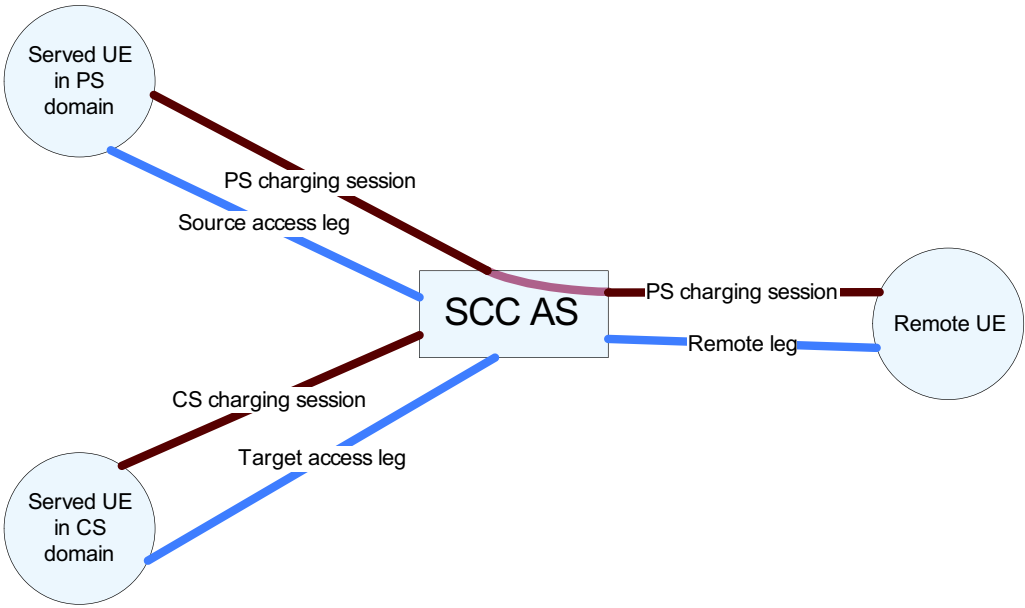 Served UE
in PS
domain
PS charging session
Source access leg
SCC AS
PS charging session
Remote leg
Remote UE
CS charging session
Target access leg
Served UE
in CS
domain